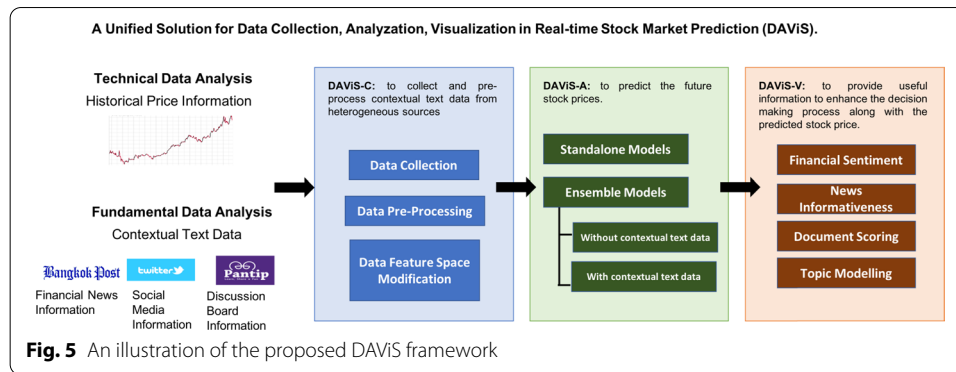 A Unified Solution for Data Collection, Analyzation, Visualization in Real-time Stock Market Prediction (DAViS).
Technical Data Analysis
Historical Price Information
Fundamental Data Analysis
Contextual Text Data
Bangkok Post
Financial News
Information
twitter
Social
Media
Information
Pantip
Discussion
Board
Information
DAViS-C: to collect and pre-
process contextual text data from
heterogeneous sources
Data Collection
Data Pre-Processing
Data Feature Space
Modification
DAViS-A: to predict the future
stock prices.
Standalone Models
Ensemble Models
Without contextual text data
With contextual text data
DAViS-V: to provide useful
information to enhance the decision
making process along with the
predicted stock price.
Financial Sentiment
News
Informativeness
Document Scoring
Topic Modelling
Fig. 5 An illustration of the proposed DAViS framework